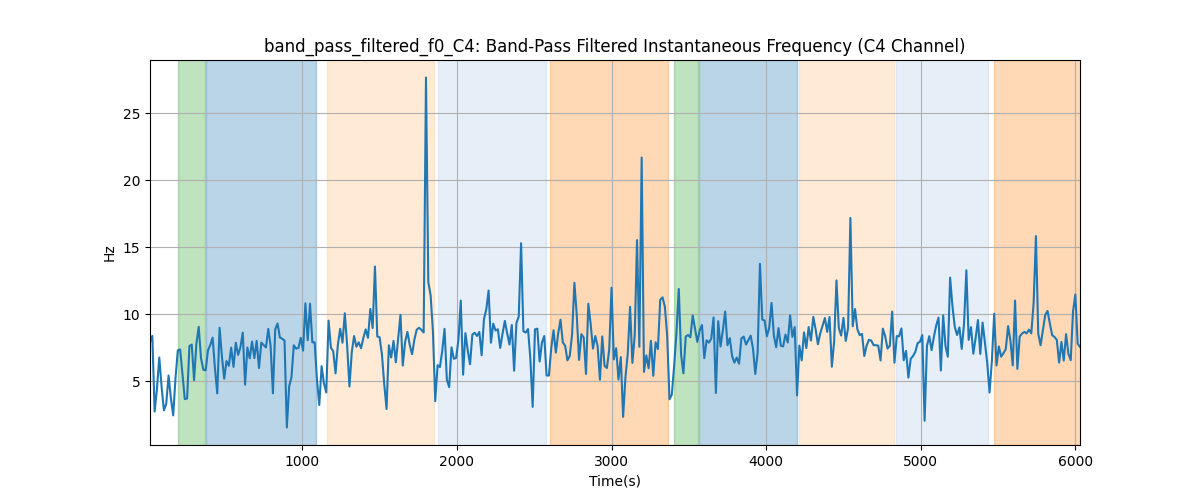 band_pass_filtered_f0_C4: Band-Pass Filtered Instantaneous Frequency (C4 Channel)
25
20
15
10
5
Hz
1000 2000 3000 4000 5000 6000
Time(s)